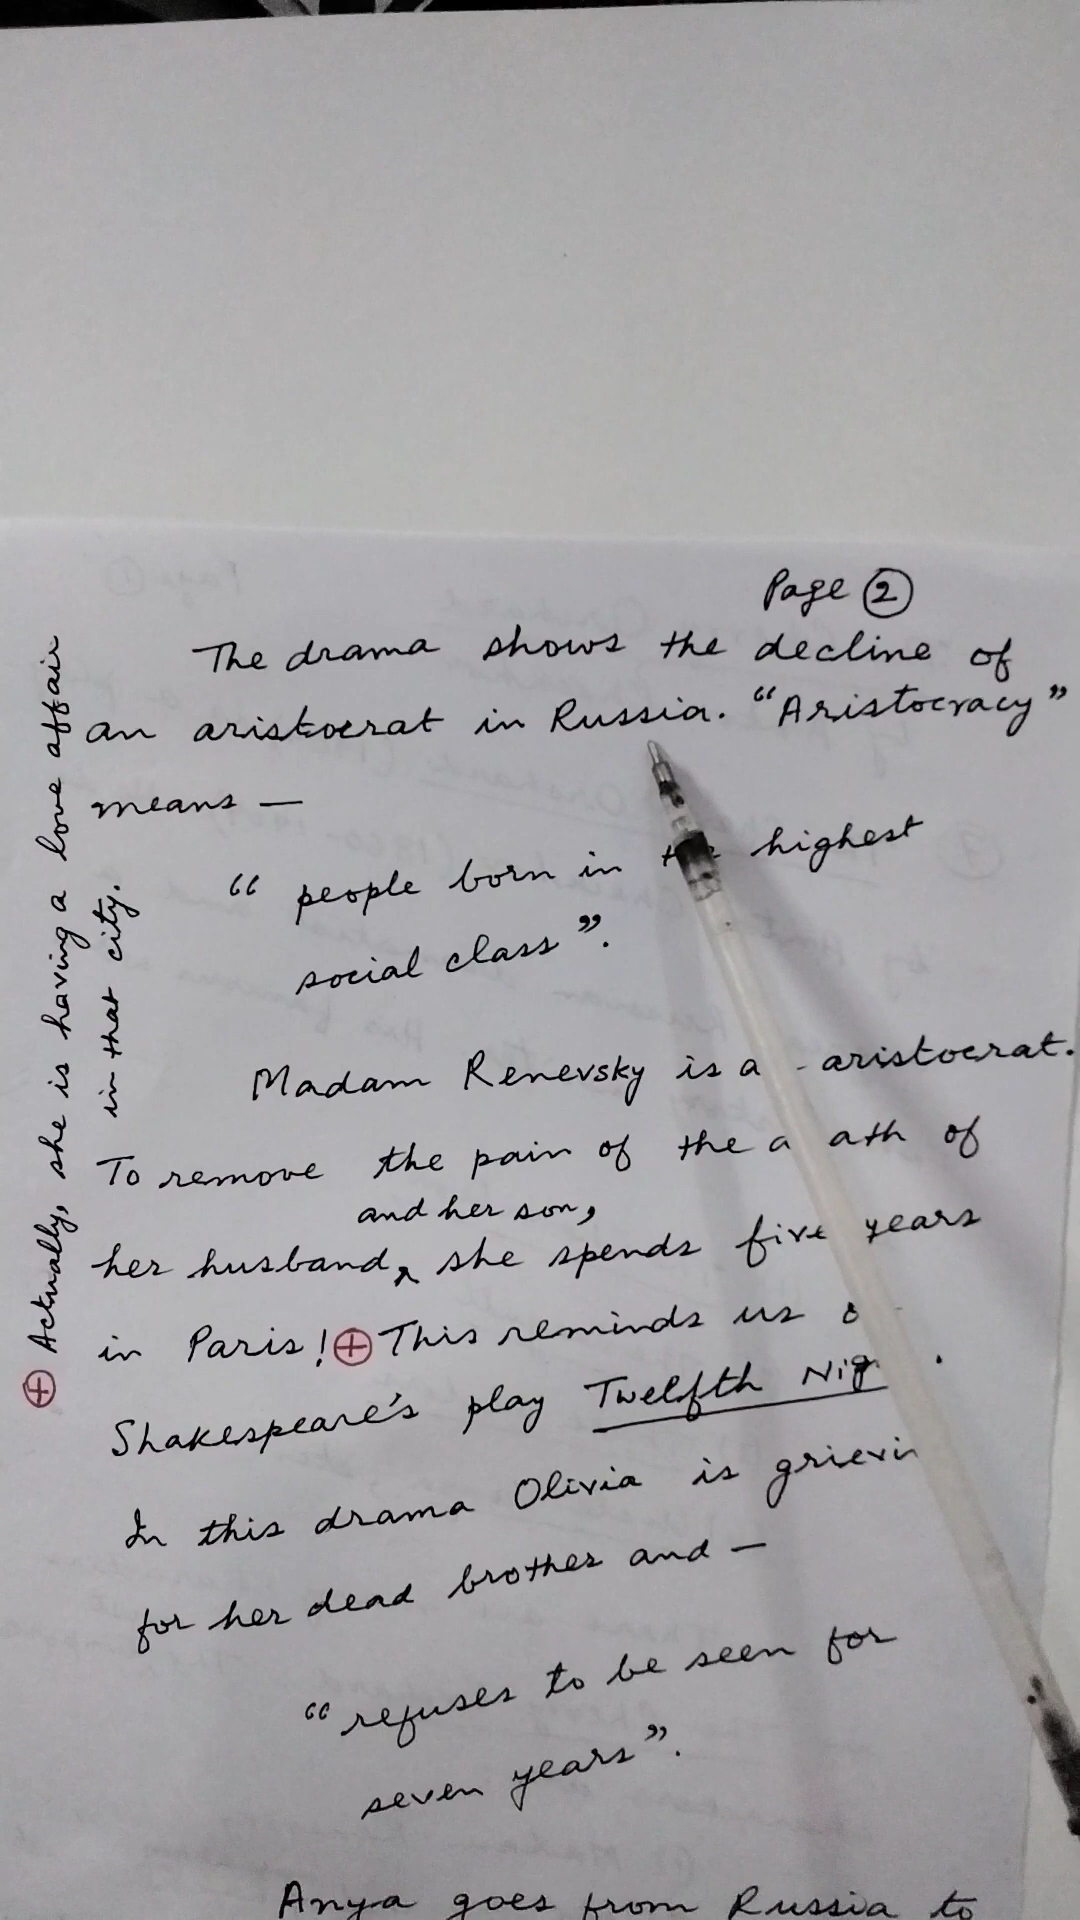 Page 2
The drama shows the decline of
an aristocrat in Russia. "Aristocracy"
means —
"people born in the highest
social class".
Madam Renevsky is a aristocrat.
To remove the pain of the
of
and her son,
her husband, she spends five years
in Paris! ⊕ This reminds us
Shakespeare's play Twelfth
In this drama Olivia is
for her dead brother and —
"refuses to be seen for
seven years".
Anya goes from Russia to
⊕ Actually, she is having a love affair
in that city.